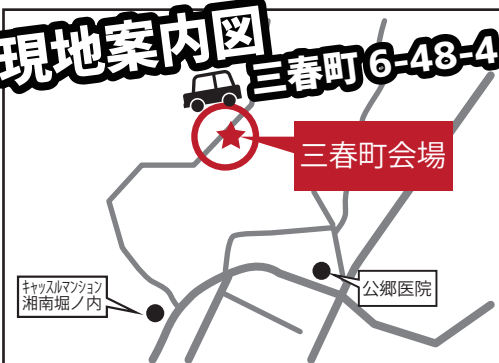 現地案内図
三春町 6-48-4
三春町会場
公郷医院
キャッスルマンション
湘南堀ノ内